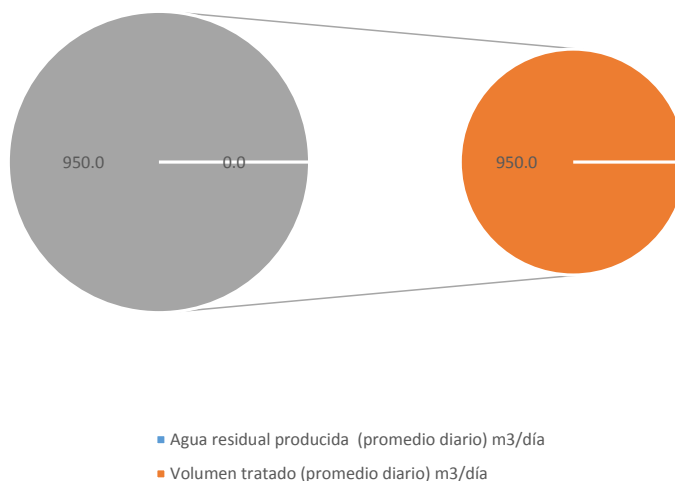 950.0
0.0
950.0
Agua residual producida (promedio diario) m3/día
Volumen tratado (promedio diario) m3/día